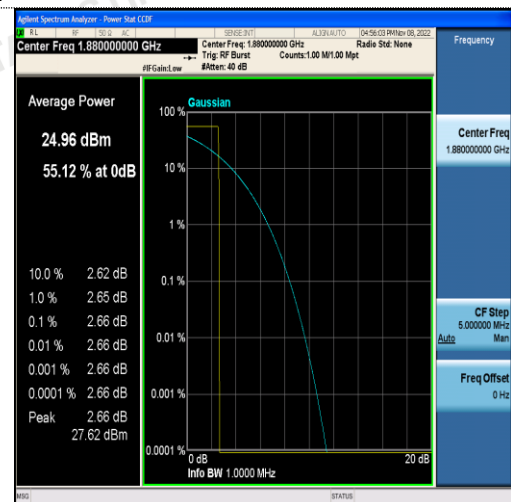 Agilent Spectrum Analyzer - Power Stat CCDF
RL RF 50 Ω AC SENSE:INT ALIGNAUTO 04:56:03 PM Nov 08, 2022
Center Freq 1.880000000 GHz
Center Freq: 1.880000000 GHz Radio Std: None
Trig: RF Burst Counts:1.00 M/1.00 Mpt
#IFGain:Low #Atten: 40 dB
Frequency
Average Power
24.96 dBm
55.12 % at 0dB
10.0 % 2.62 dB
1.0 % 2.65 dB
0.1 % 2.66 dB
0.01 % 2.66 dB
0.001 % 2.66 dB
0.0001 % 2.66 dB
Peak 2.66 dB
27.62 dBm
Gaussian
100 %
10 %
1 %
0.1 %
0.01 %
0.001 %
0.0001 %
0 dB 20 dB
Info BW 1.0000 MHz
Center Freq
1.880000000 GHz
CF Step
5.000000 MHz
Auto Man
Freq Offset
0 Hz
MSG STATUS